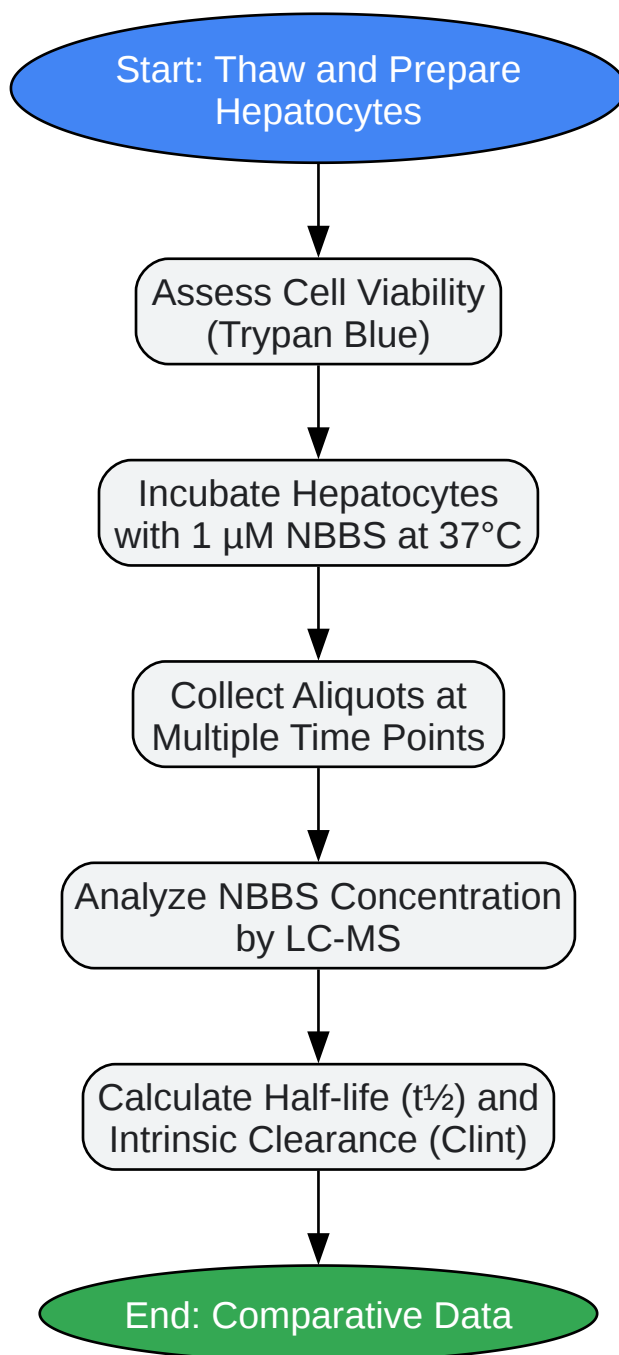 Start: Thaw and Prepare
Hepatocytes
Assess Cell Viability
(Trypan Blue)
Incubate Hepatocytes
with 1 µM NBBS at 37°C
Collect Aliquots at
Multiple Time Points
Analyze NBBS Concentration
by LC-MS
Calculate Half-life (t½) and
Intrinsic Clearance (Clint)
End: Comparative Data